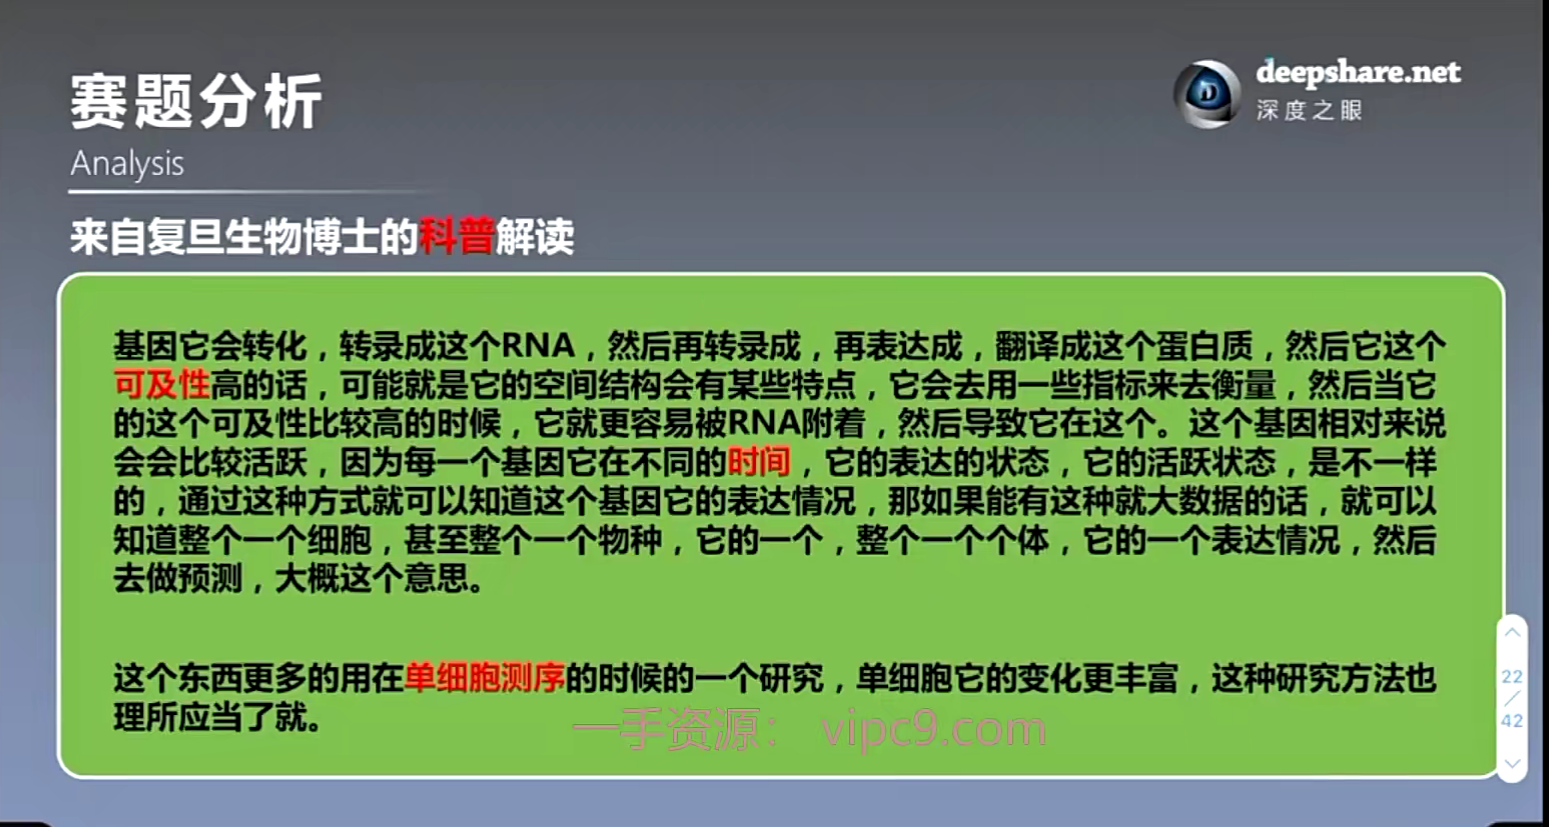 赛题分析
Analysis
deepshare.net
深度之眼
来自复旦生物博士的科普解读
基因它会转化，转录成这个RNA，然后再转录成，再表达成，翻译成这个蛋白质，然后它这个
可及性高的话，可能就是它的空间结构会有某些特点，它会去用一些指标来去衡量，然后当它
的这个可及性比较高的时候，它就更容易被RNA附着，然后导致它在这个。这个基因相对来说
会会比较活跃，因为每一个基因它在不同的时间，它的表达的状态，它的活跃状态，是不一样
的，通过这种方式就可以知道这个基因它的表达情况，那如果能有这种就大数据的话，就可以
知道整个一个细胞，甚至整个一个物种，它的一个，整个一个个体，它的一个表达情况，然后
去做预测，大概这个意思。
这个东西更多的用在单细胞测序的时候的一个研究，单细胞它的变化更丰富，这种研究方法也
理所应当了就。
一手资源： vipc9.com
22
/
42